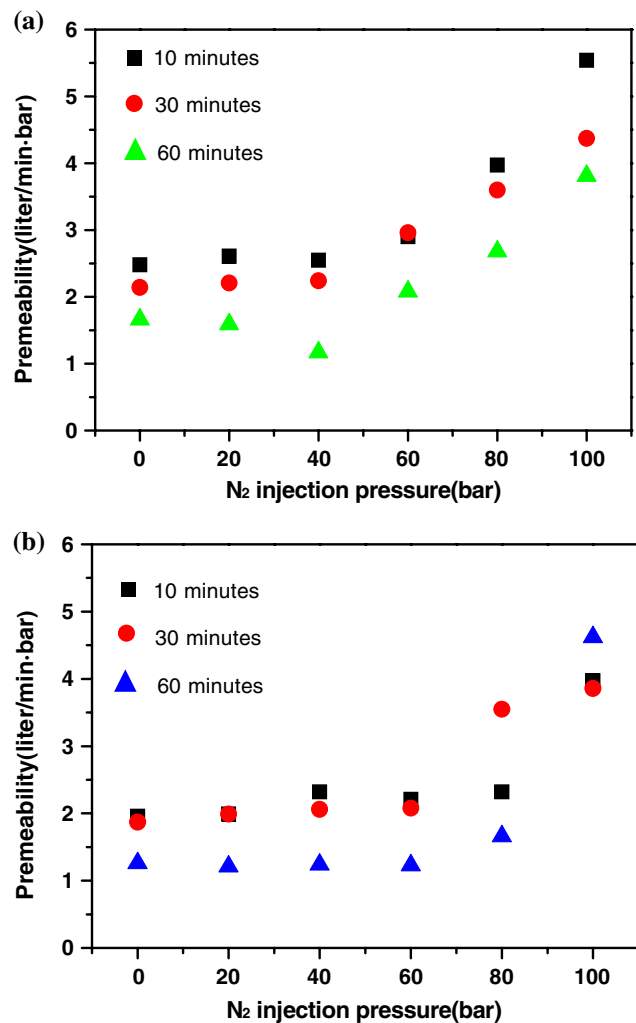 (a)
6
5
4
3
2
1
0
Premeability(liter/min·bar)
10 minutes
30 minutes
60 minutes
0 20 40 60 80 100
N₂ injection pressure(bar)
(b)
6
5
4
3
2
1
0
Premeability(liter/min·bar)
10 minutes
30 minutes
60 minutes
0 20 40 60 80 100
N₂ injection pressure(bar)